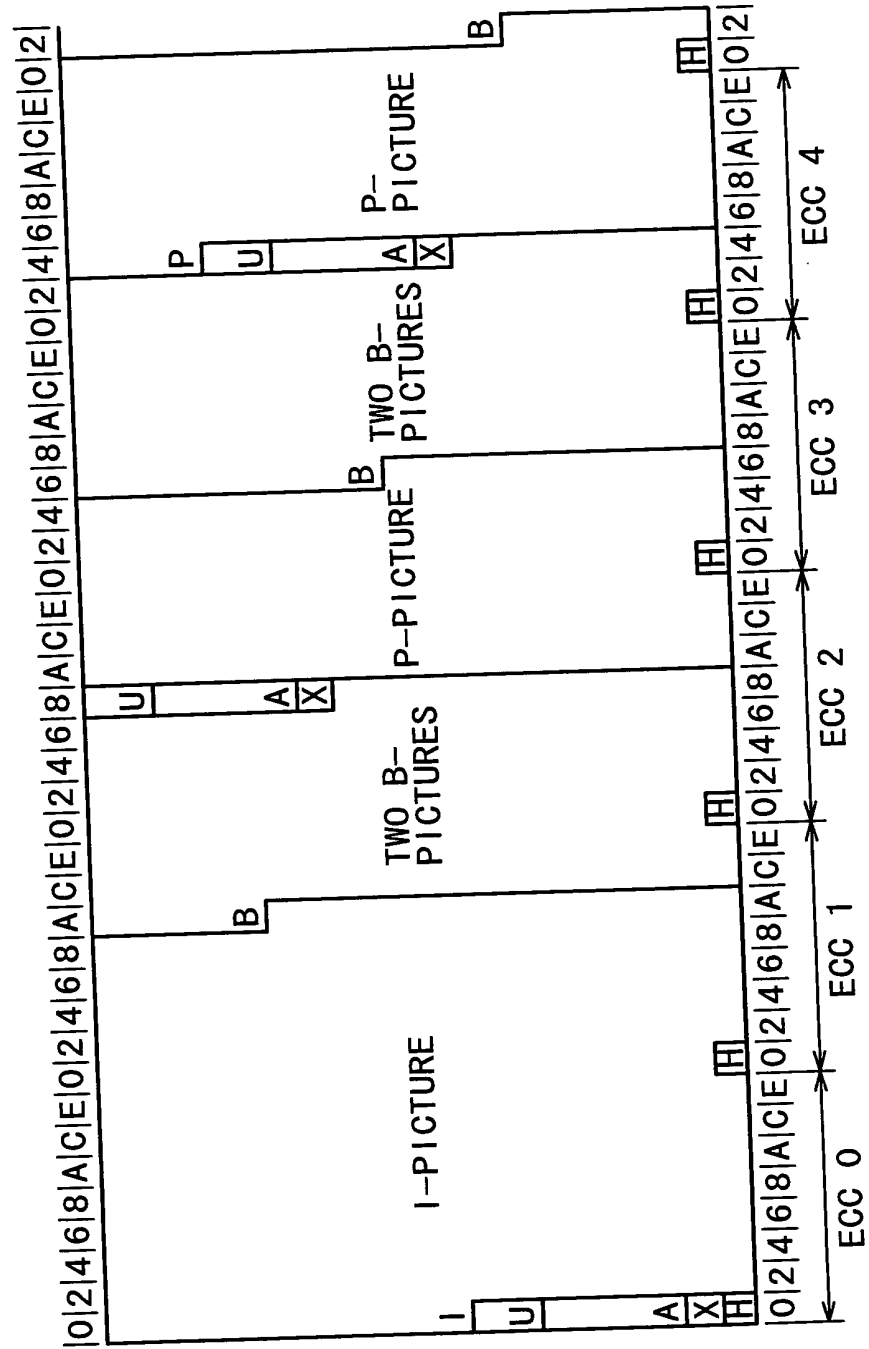 |0|2|4|6|8|A|C|E|0|2|4|6|8|A|C|E|0|2|4|6|8|A|C|E|0|2|4|6|8|A|C|E|0|2|4|6|8|A|C|E|0|2|
I
U
A
X
H
I-PICTURE
H
B
TWO B-
PICTURES
H
U
A
X
P-PICTURE
H
B
TWO B-
PICTURES
H
P
U
A
X
P-
PICTURE
H
B
|0|2|4|6|8|A|C|E|0|2|4|6|8|A|C|E|0|2|4|6|8|A|C|E|0|2|4|6|8|A|C|E|0|2|4|6|8|A|C|E|0|2|
ECC 0
ECC 1
ECC 2
ECC 3
ECC 4